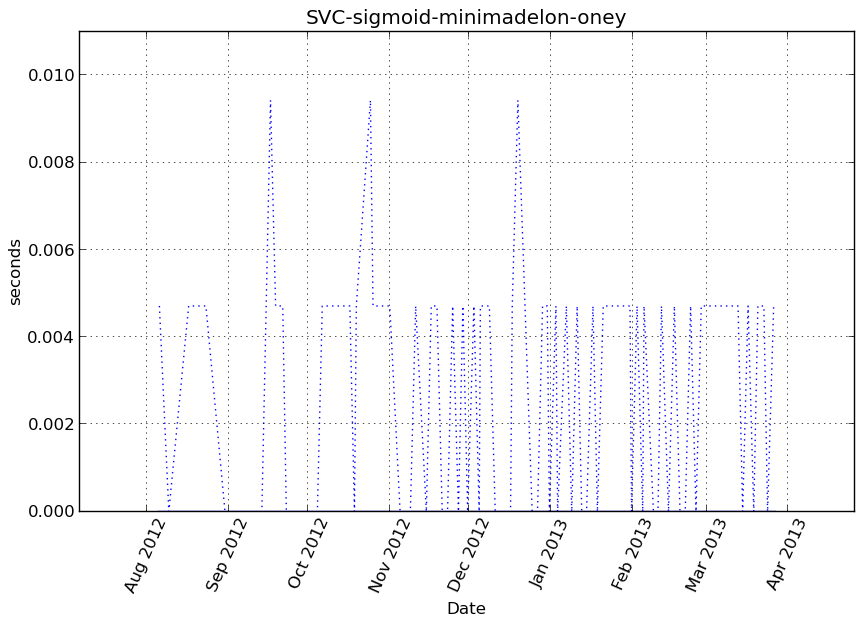 SVC-sigmoid-minimadelon-oney
0.010
0.008
0.006
0.004
0.002
0.000
seconds
Aug 2012
Sep 2012
Oct 2012
Nov 2012
Dec 2012
Jan 2013
Feb 2013
Mar 2013
Apr 2013
Date